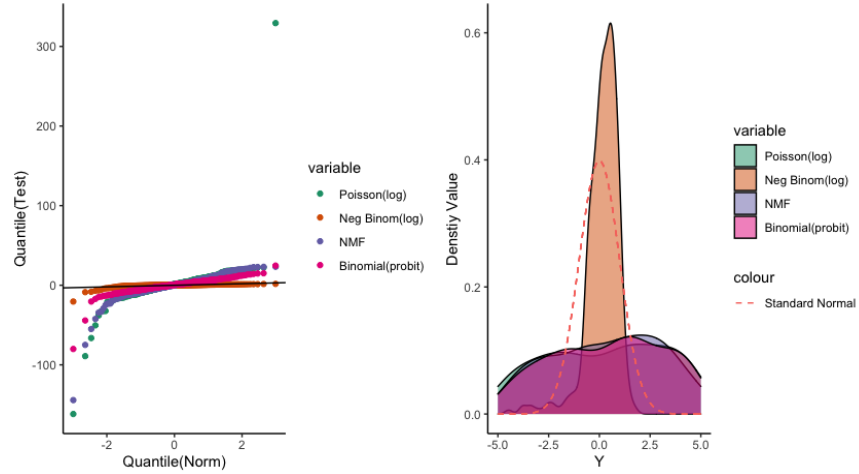 300
200
100
0
-100
Quantile(Test)
-2
0
2
Quantile(Norm)
variable
Poisson(log)
Neg Binom(log)
NMF
Binomial(probit)
0.6
0.4
0.2
0.0
Denstiy Value
-5.0
-2.5
0.0
2.5
5.0
Y
variable
Poisson(log)
Neg Binom(log)
NMF
Binomial(probit)
colour
Standard Normal